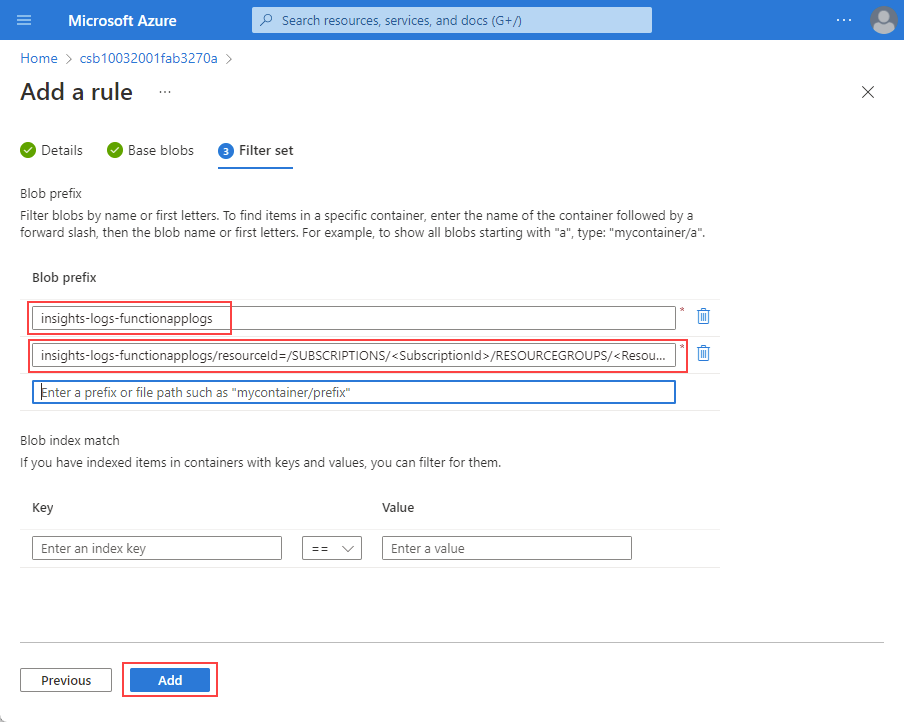 Microsoft Azure
Search resources, services, and docs (G+/)
...
Home > csb10032001fab3270a >
Add a rule ...
Details
Base blobs
3 Filter set
Blob prefix
Filter blobs by name or first letters. To find items in a specific container, enter the name of the container followed by a
forward slash, then the blob name or first letters. For example, to show all blobs starting with "a", type: "mycontainer/a".
Blob prefix
insights-logs-functionapplogs *
insights-logs-functionapplogs/resourceId=/SUBSCRIPTIONS/<SubscriptionId>/RESOURCEGROUPS/<Resou... *
Enter a prefix or file path such as "mycontainer/prefix"
Blob index match
If you have indexed items in containers with keys and values, you can filter for them.
Key Value
Enter an index key == Enter a value
Previous Add